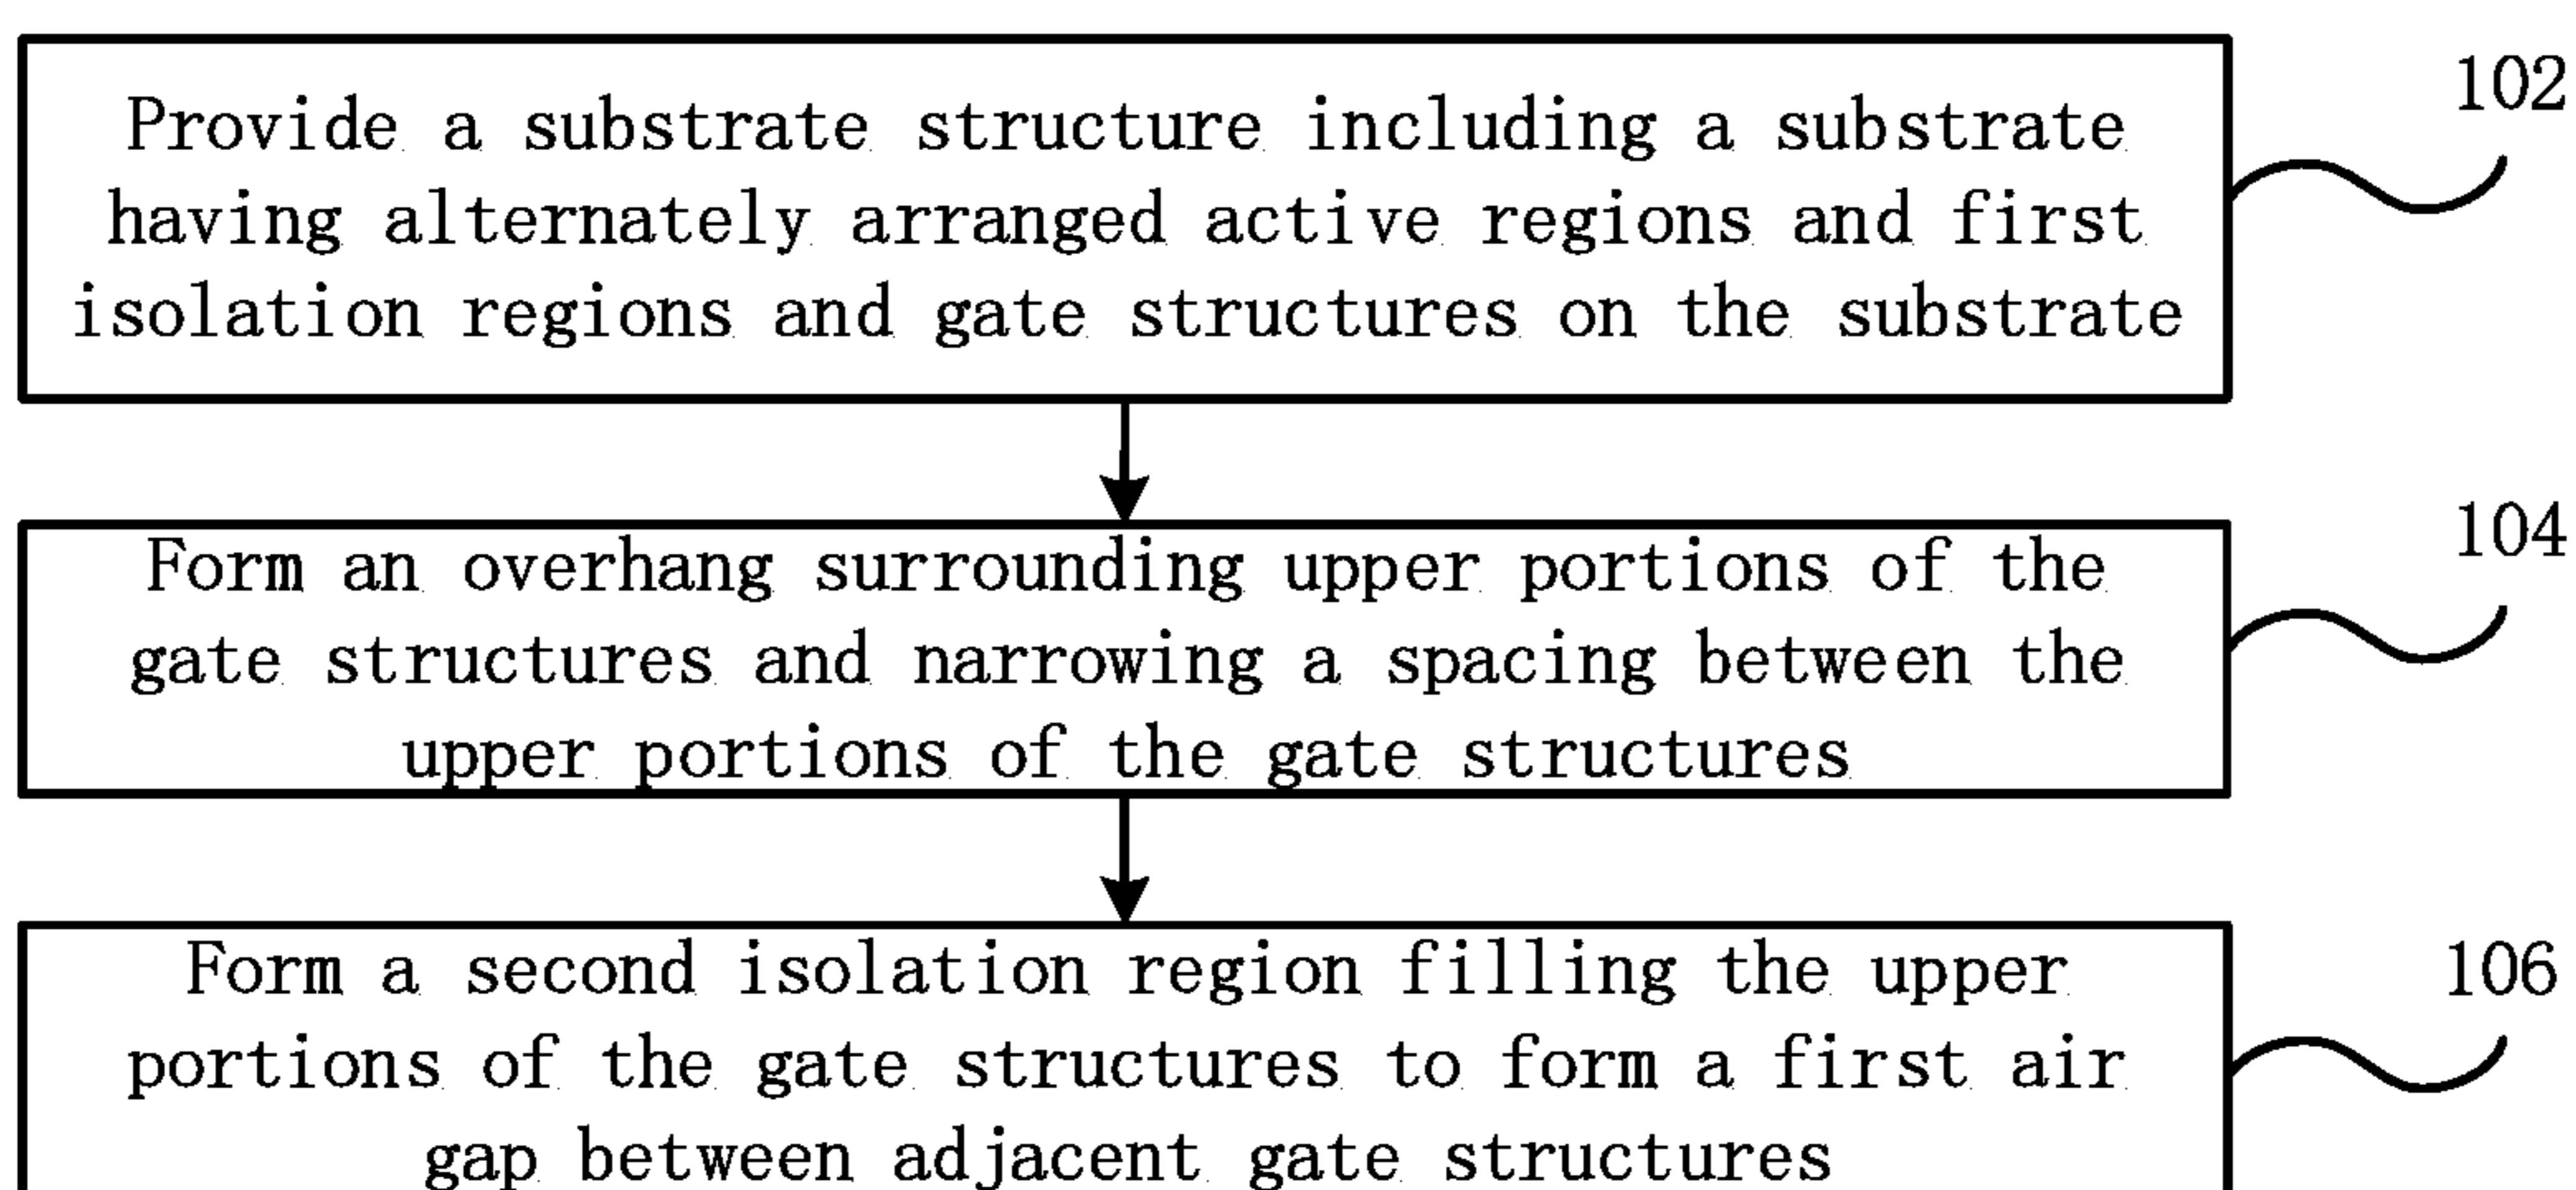 Provide a substrate structure including a substrate
having alternately arranged active regions and first
isolation regions and gate structures on the substrate
102
Form an overhang surrounding upper portions of the
gate structures and narrowing a spacing between the
upper portions of the gate structures
104
Form a second isolation region filling the upper
portions of the gate structures to form a first air
gap between adjacent gate structures
106